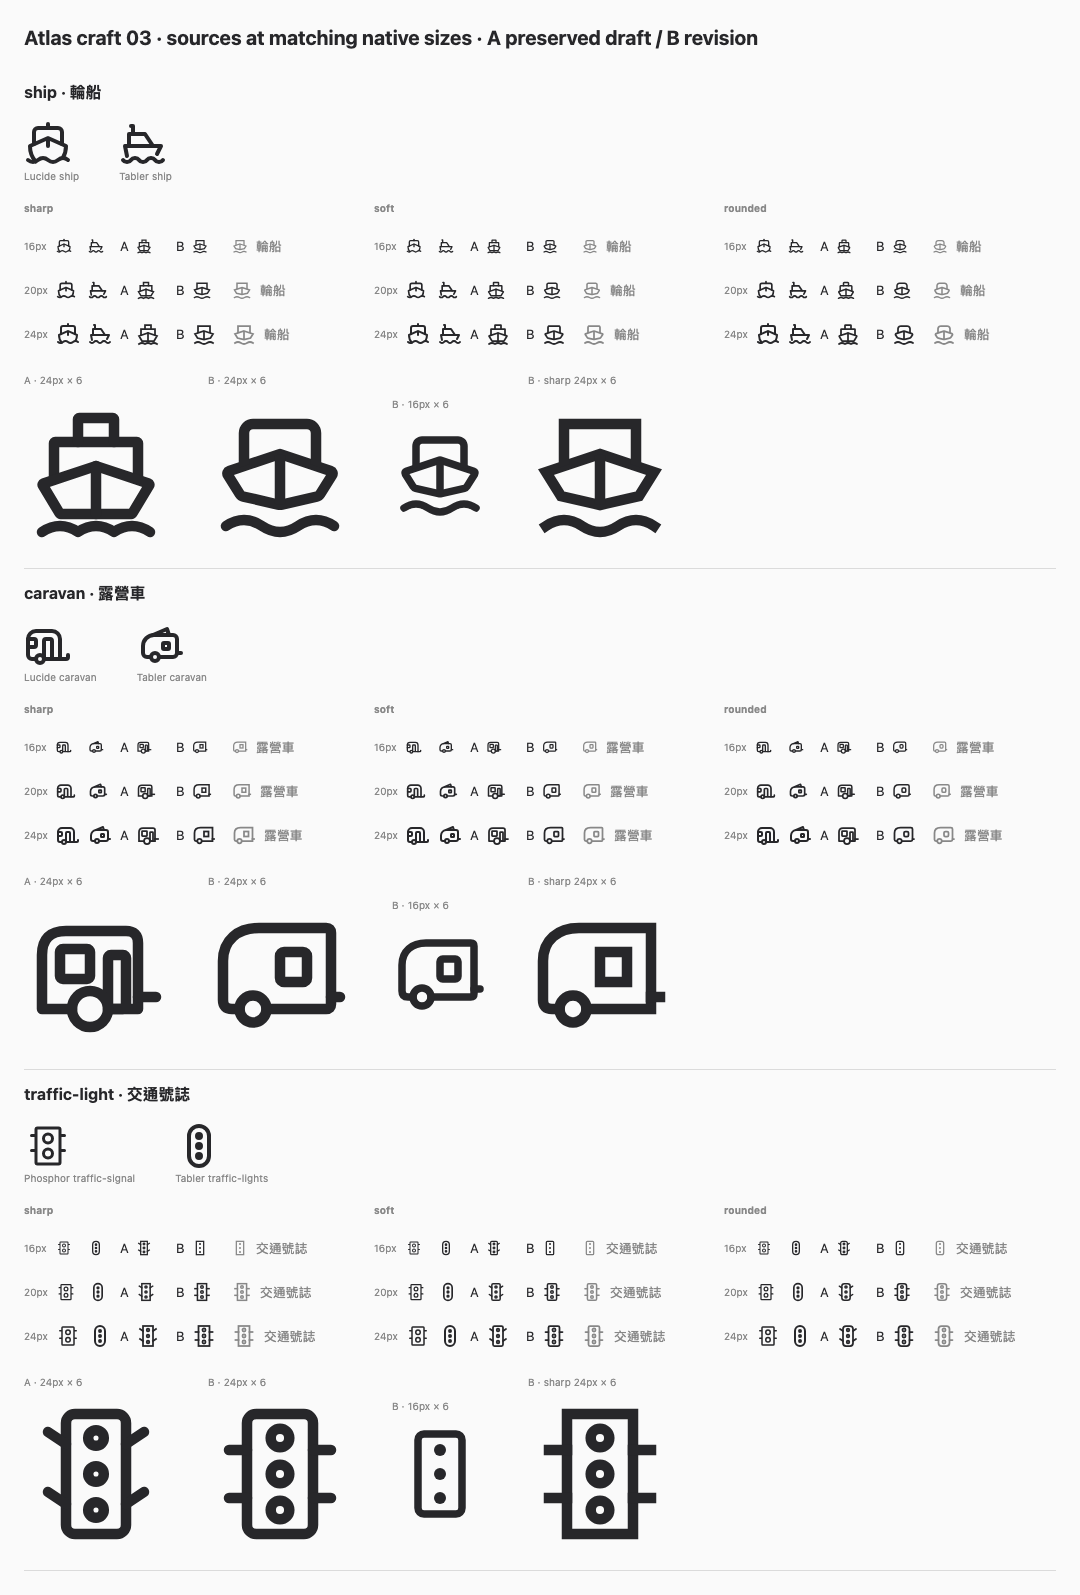 Atlas craft 03 · sources at matching native sizes · A preserved draft / B revision
ship · 輪船
Lucide ship Tabler ship
sharp soft rounded
16px A B 輪船 16px A B 輪船 16px A B 輪船
20px A B 輪船 20px A B 輪船 20px A B 輪船
24px A B 輪船 24px A B 輪船 24px A B 輪船
A · 24px × 6 B · 24px × 6 B · 16px × 6 B · sharp 24px × 6
caravan · 露營車
Lucide caravan Tabler caravan
sharp soft rounded
16px A B 露營車 16px A B 露營車 16px A B 露營車
20px A B 露營車 20px A B 露營車 20px A B 露營車
24px A B 露營車 24px A B 露營車 24px A B 露營車
A · 24px × 6 B · 24px × 6 B · 16px × 6 B · sharp 24px × 6
traffic-light · 交通號誌
Phosphor traffic-signal Tabler traffic-lights
sharp soft rounded
16px A B 交通號誌 16px A B 交通號誌 16px A B 交通號誌
20px A B 交通號誌 20px A B 交通號誌 20px A B 交通號誌
24px A B 交通號誌 24px A B 交通號誌 24px A B 交通號誌
A · 24px × 6 B · 24px × 6 B · 16px × 6 B · sharp 24px × 6